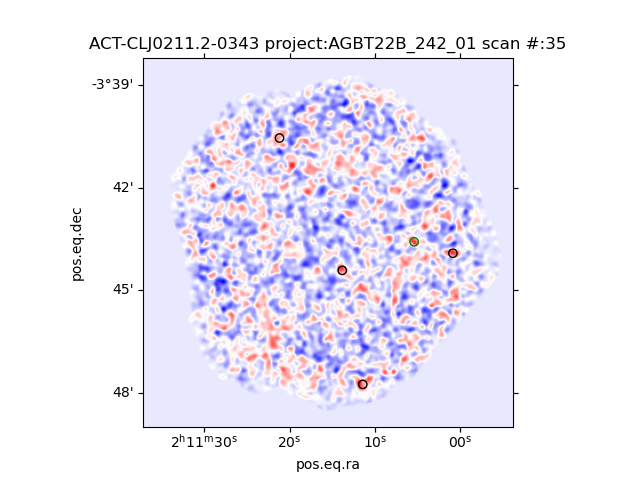 ACT-CLJ0211.2-0343 project:AGBT22B_242_01 scan #:35
-3°39'
42'
45'
48'
pos.eq.dec
2ʰ11ᵐ30ˢ 20ˢ 10ˢ 00ˢ
pos.eq.ra